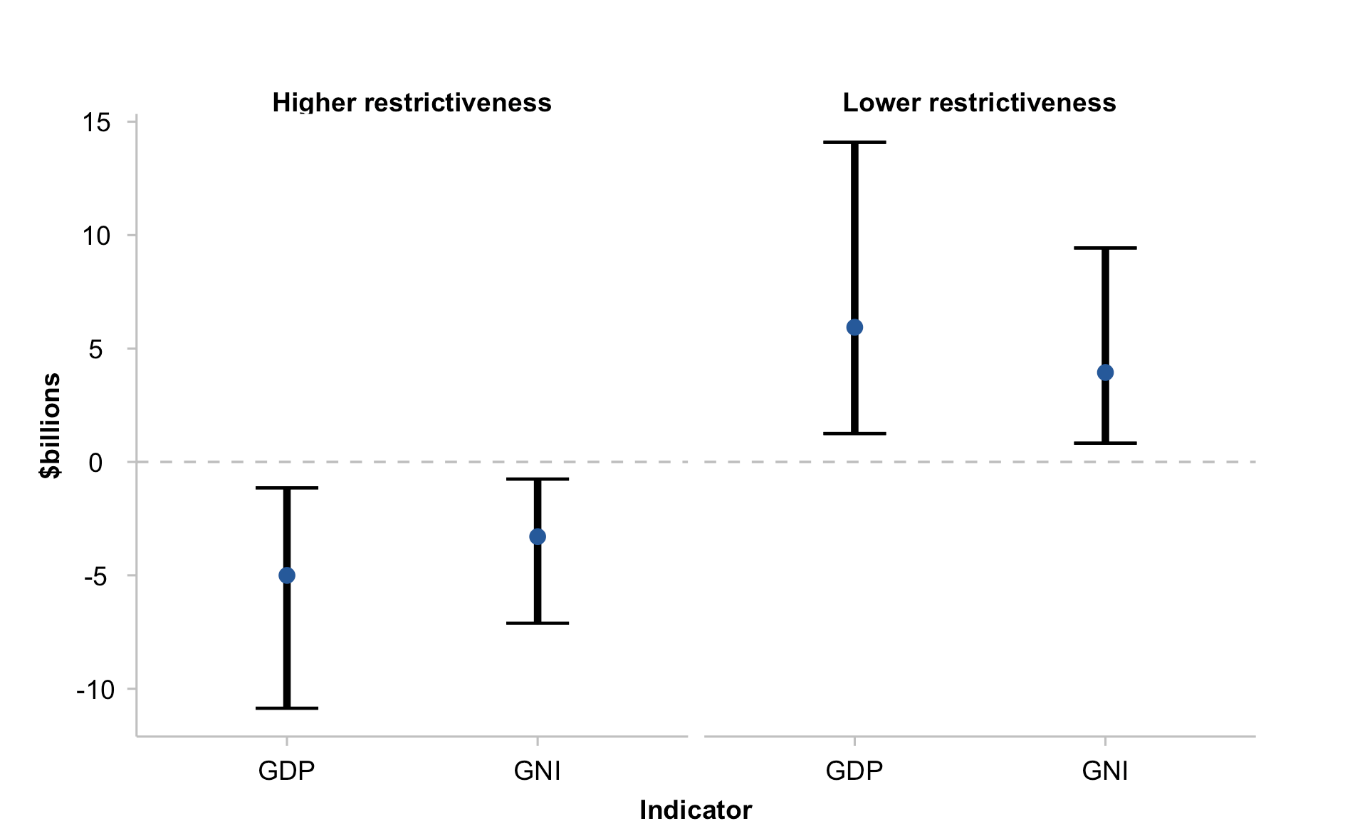 Higher restrictiveness
Lower restrictiveness
15
10
5
0
-5
-10
$billions
GDP
GNI
GDP
GNI
Indicator